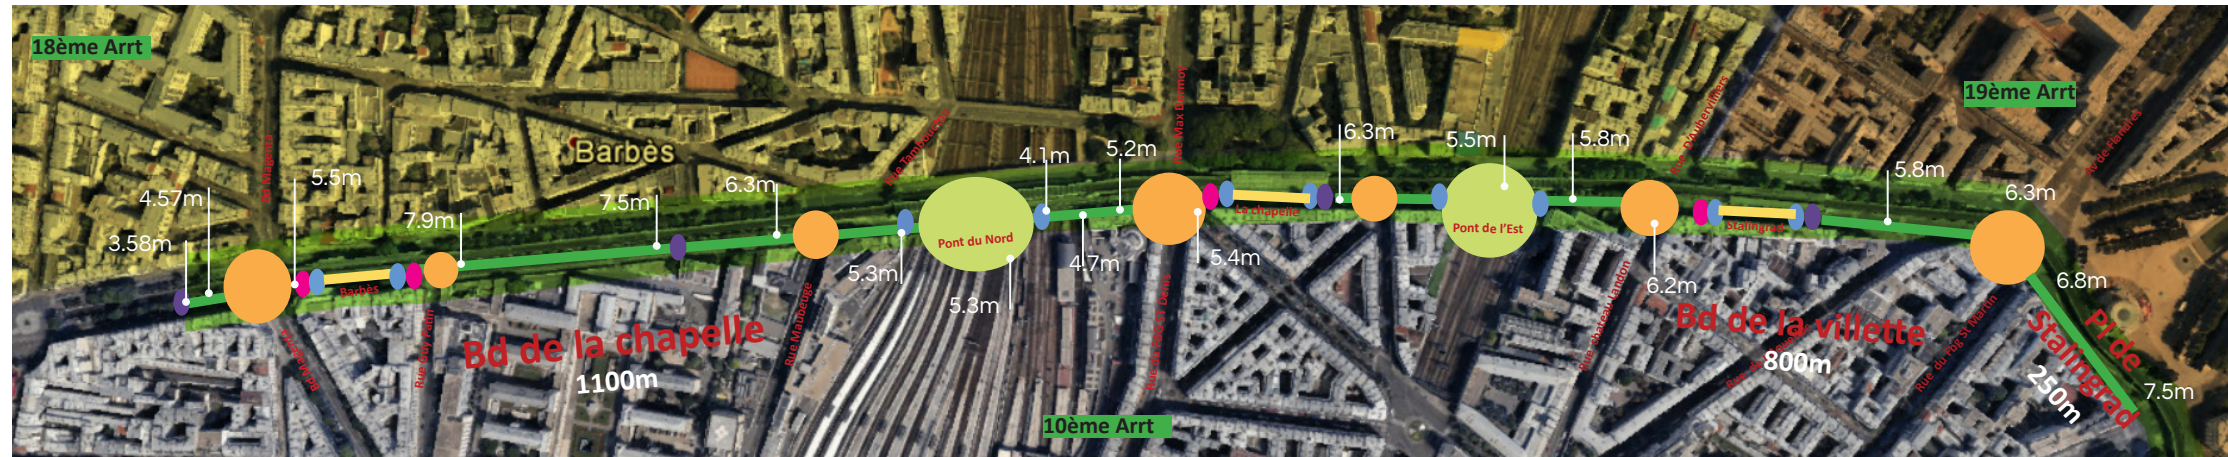 18ème Arrt
19ème Arrt
Bd Magenta
Barbès
Rue Tambouctou
Rue Max Dormoy
Rue d'Aubervilliers
Av de Flandres
3.58m
4.57m
5.5m
7.9m
7.5m
6.3m
4.1m
5.2m
6.3m
5.5m
5.8m
5.8m
6.3m
Barbès
Pont du Nord
La chapelle
Pont de l'Est
Stalingrad
5.3m
5.3m
4.7m
5.4m
6.2m
6.8m
7.5m
Bd Magenta
Rue Guy Patin
Bd de la chapelle
1100m
Rue Maubeuge
Rue du Fbg St Denis
Rue chateau Landon
Bd de la villette
800m
Rue du Fbg St Martin
Pl de
Stalingrad
250m
10ème Arrt